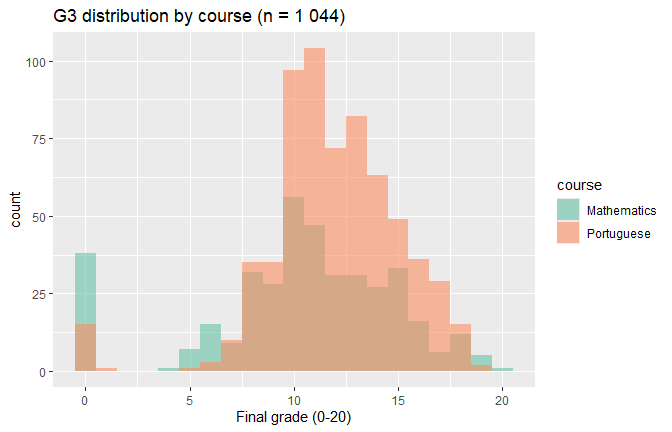 G3 distribution by course (n = 1 044)
100
75
50
25
0
count
0 5 10 15 20
Final grade (0-20)
course
Mathematics
Portuguese